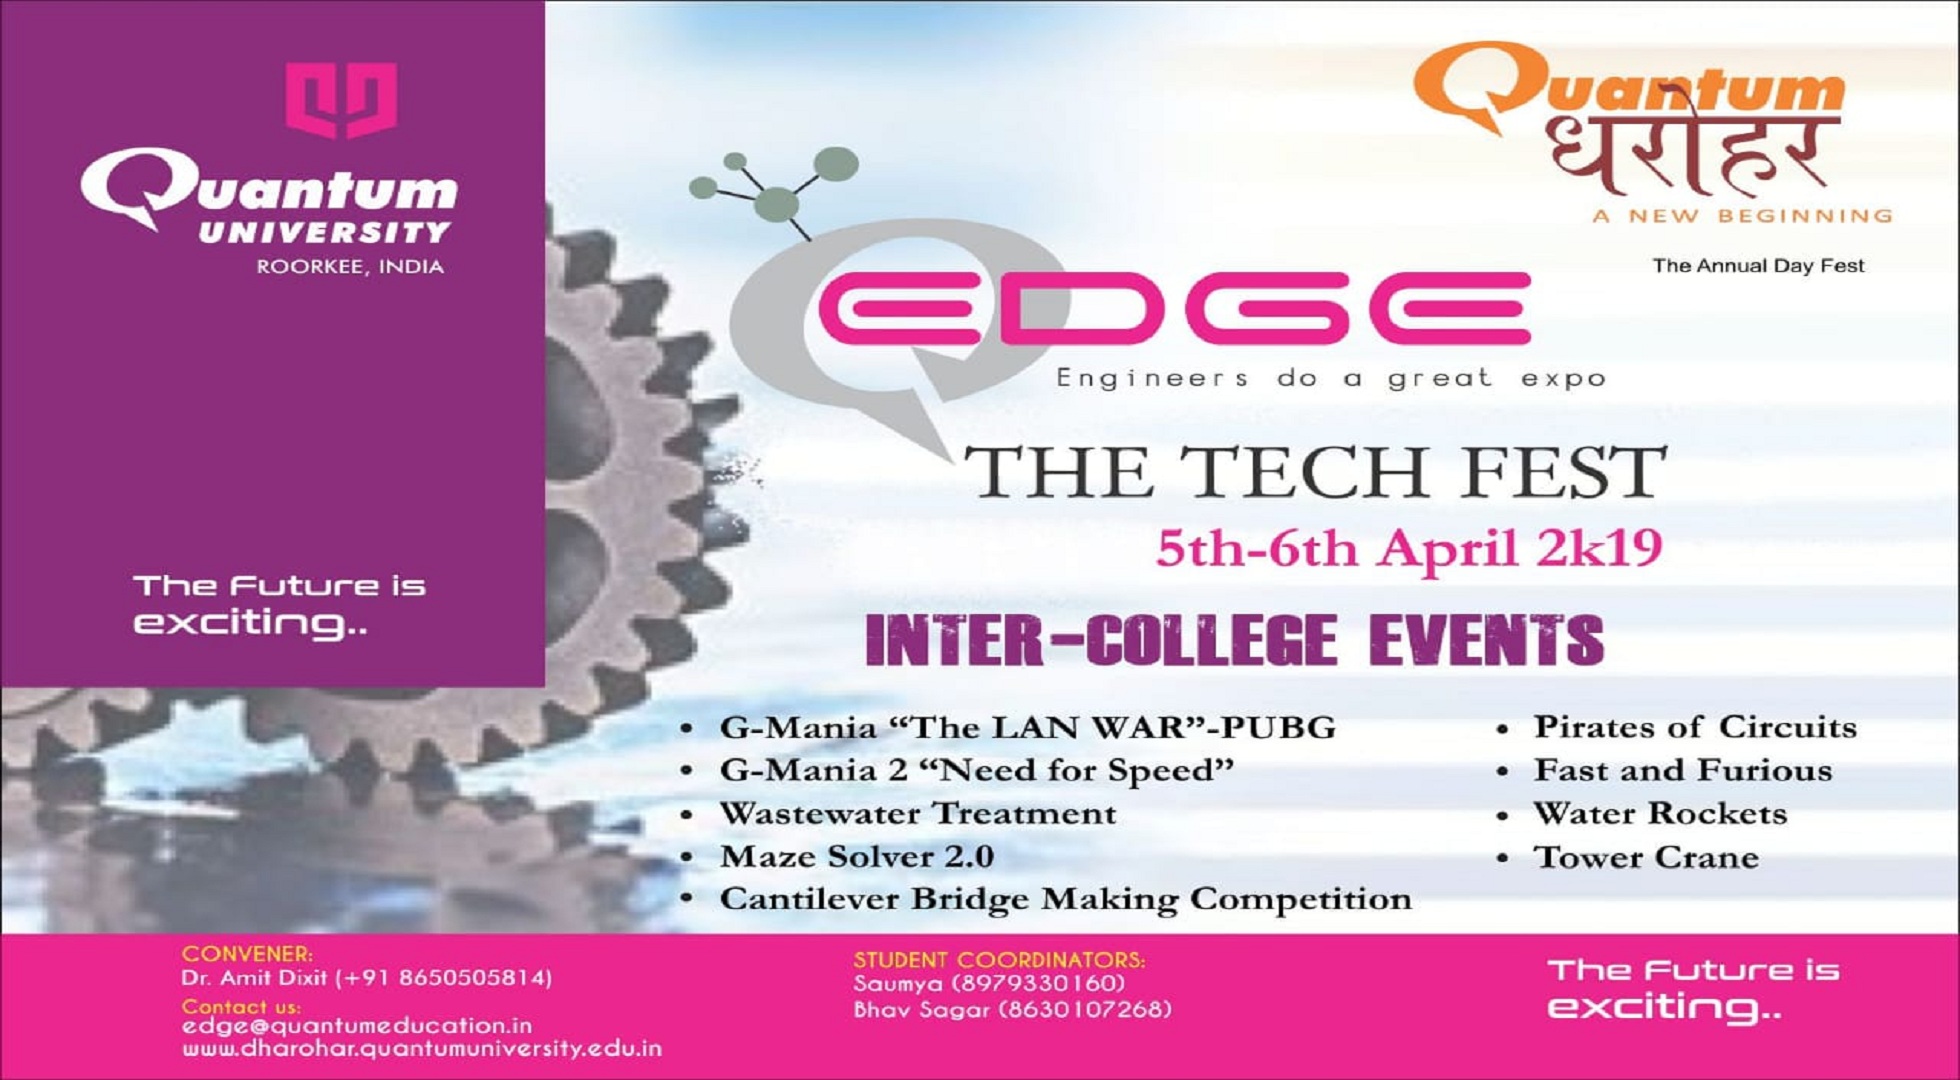 Quantum
UNIVERSITY
ROORKEE, INDIA
The Future is
exciting..
Quantum
धरोहर
A NEW BEGINNING
The Annual Day Fest
EDGE
Engineers do a great expo
THE TECH FEST
5th-6th April 2k19
INTER-COLLEGE EVENTS
• G-Mania “The LAN WAR”-PUBG
• G-Mania 2 “Need for Speed”
• Wastewater Treatment
• Maze Solver 2.0
• Cantilever Bridge Making Competition
• Pirates of Circuits
• Fast and Furious
• Water Rockets
• Tower Crane
CONVENER:
Dr. Amit Dixit (+91 8650505814)
Contact us:
edge@quantumeducation.in
www.dharohar.quantumuniversity.edu.in
STUDENT COORDINATORS:
Saumya (8979330160)
Bhav Sagar (8630107268)
The Future is
exciting..